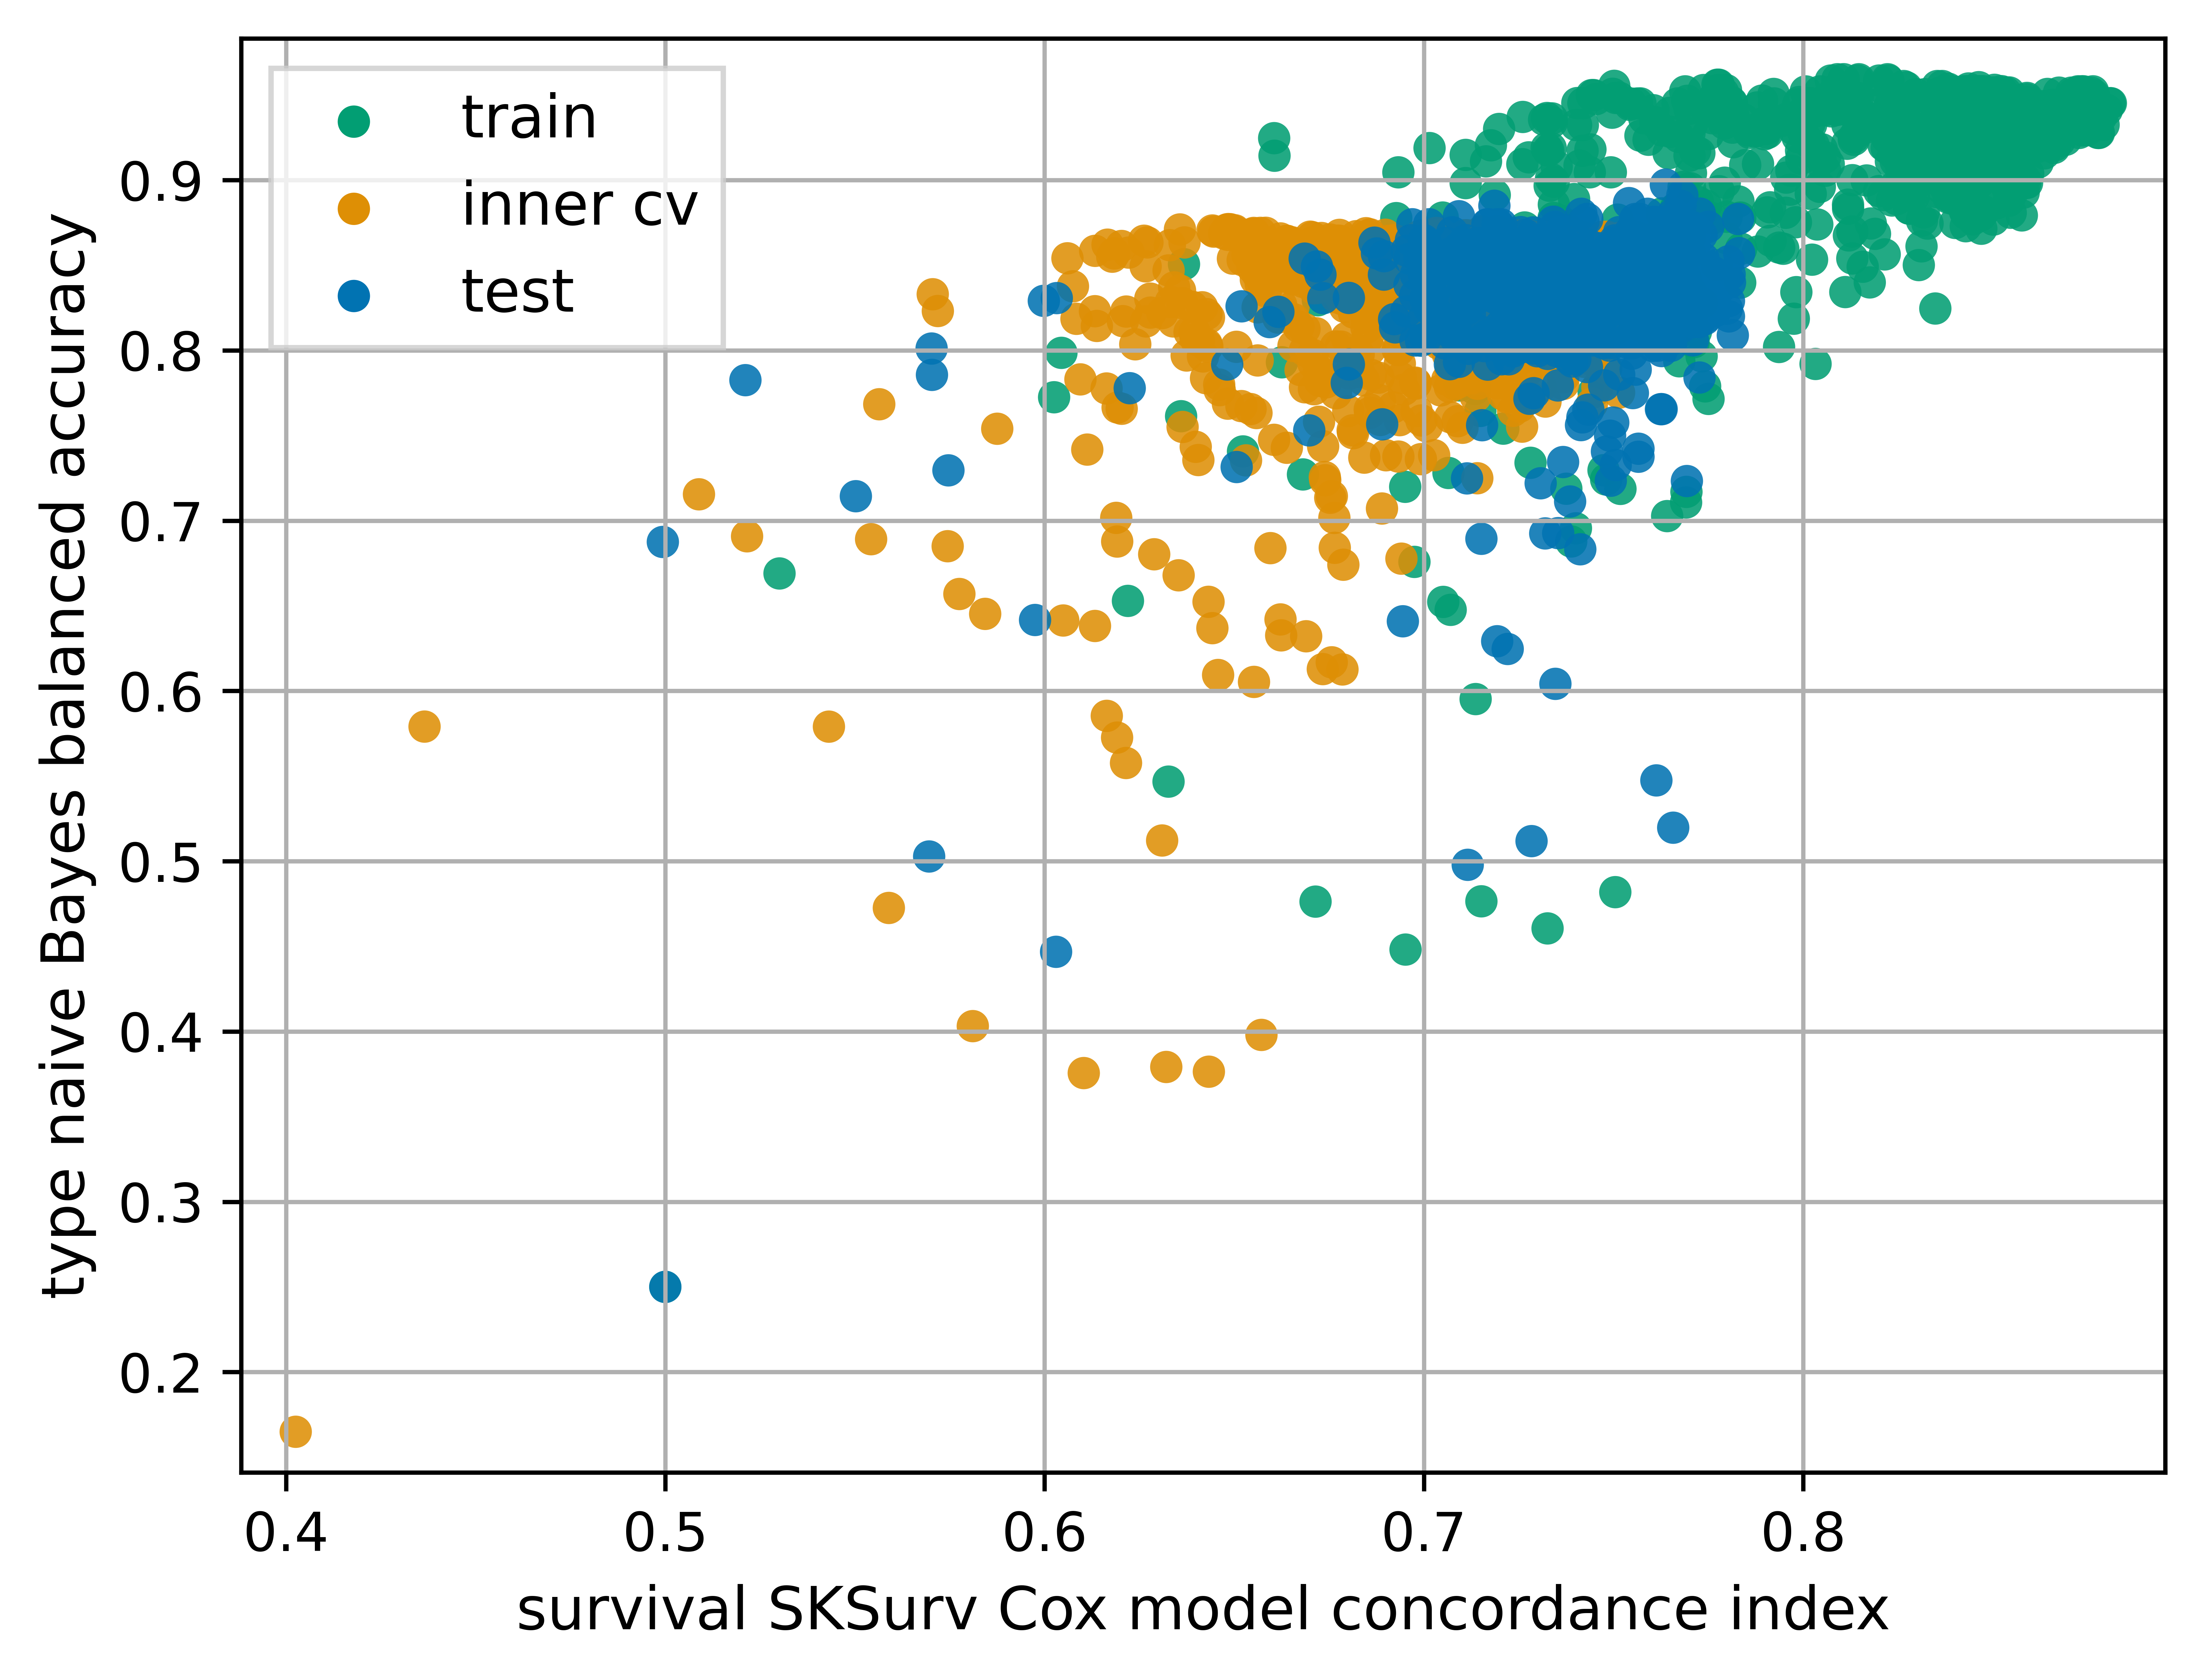 train
inner cv
test
type naive Bayes balanced accuracy
0.9
0.8
0.7
0.6
0.5
0.4
0.3
0.2
0.4 0.5 0.6 0.7 0.8
survival SKSurv Cox model concordance index